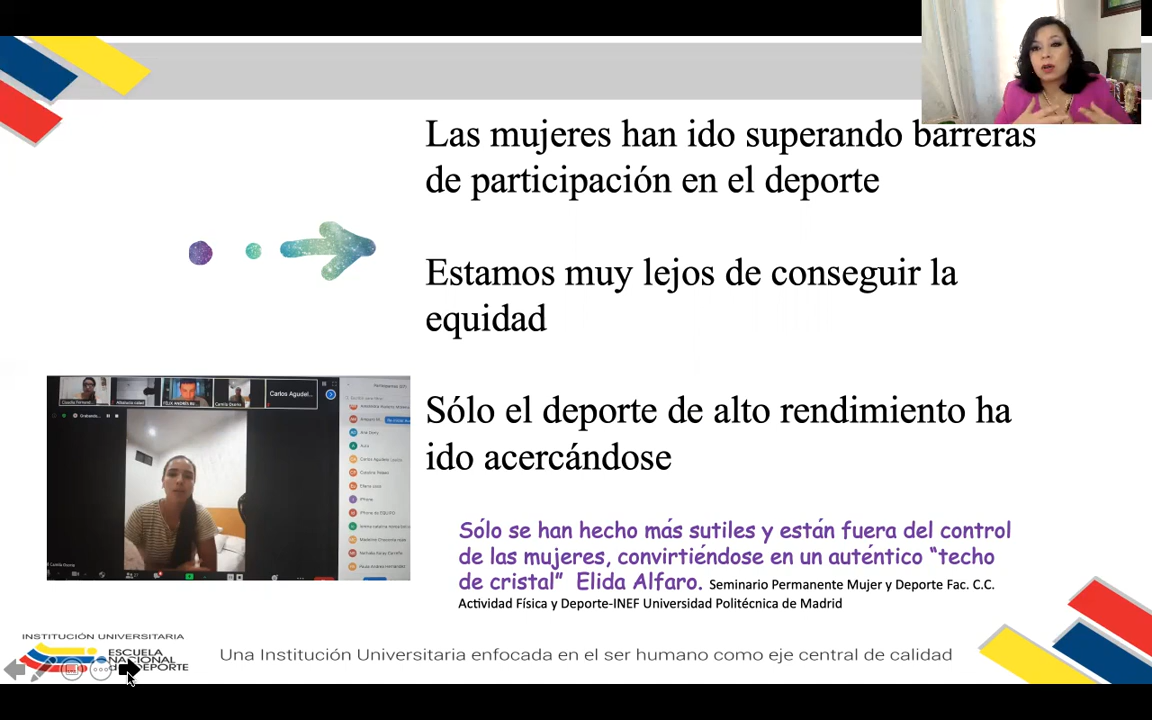 Las mujeres han ido superando barreras
de participación en el deporte
Estamos muy lejos de conseguir la
equidad
Sólo el deporte de alto rendimiento ha
ido acercándose
Carlos Agudel...
Sólo se han hecho más sutiles y están fuera del control
de las mujeres, convirtiéndose en un auténtico “techo
de cristal” Elida Alfaro. Seminario Permanente Mujer y Deporte Fac. C.C.
Actividad Física y Deporte-INEF Universidad Politécnica de Madrid
INSTITUCIÓN UNIVERSITARIA
ESCUELA
NACIONAL
del DEPORTE
Una Institución Universitaria enfocada en el ser humano como eje central de calidad